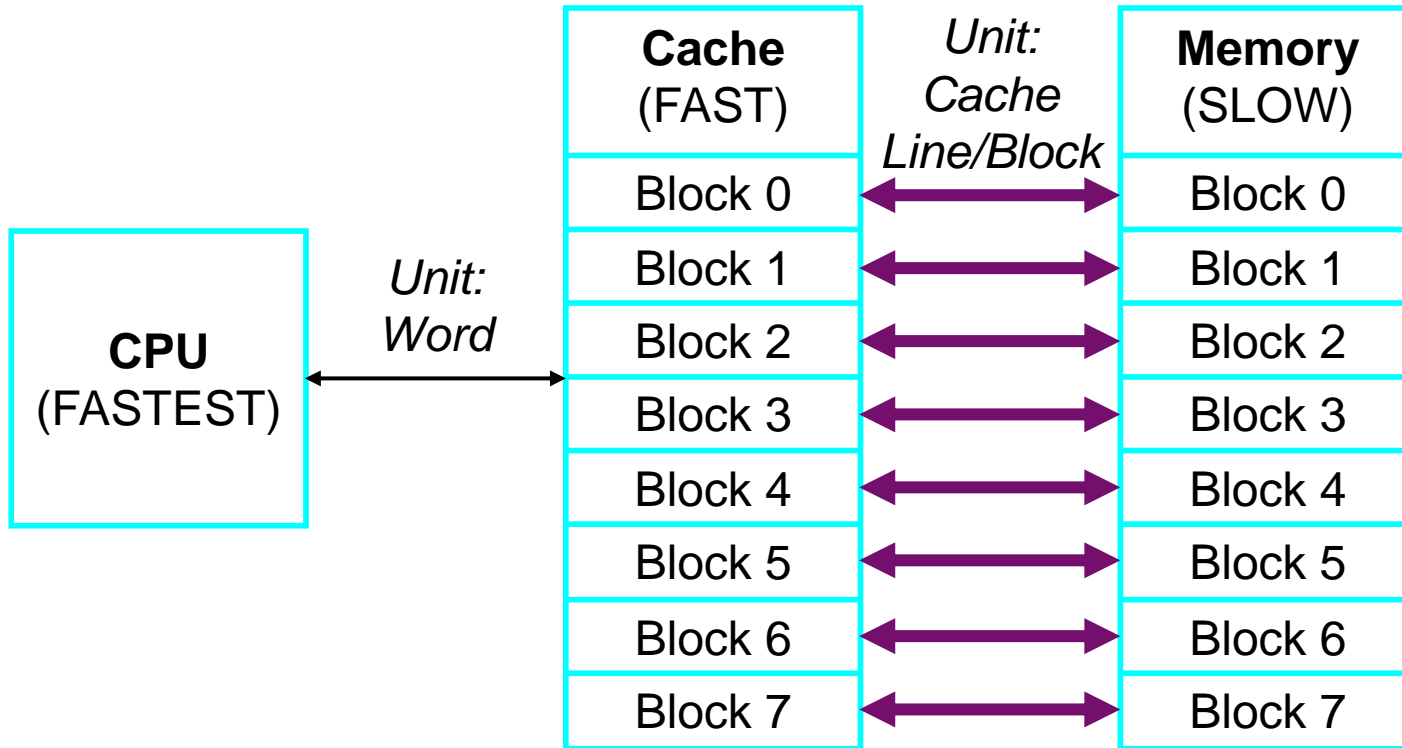 CPU
(FASTEST)
Unit:
Word
Cache
(FAST)
Block 0
Block 1
Block 2
Block 3
Block 4
Block 5
Block 6
Block 7
Unit:
Cache
Line/Block
Memory
(SLOW)
Block 0
Block 1
Block 2
Block 3
Block 4
Block 5
Block 6
Block 7